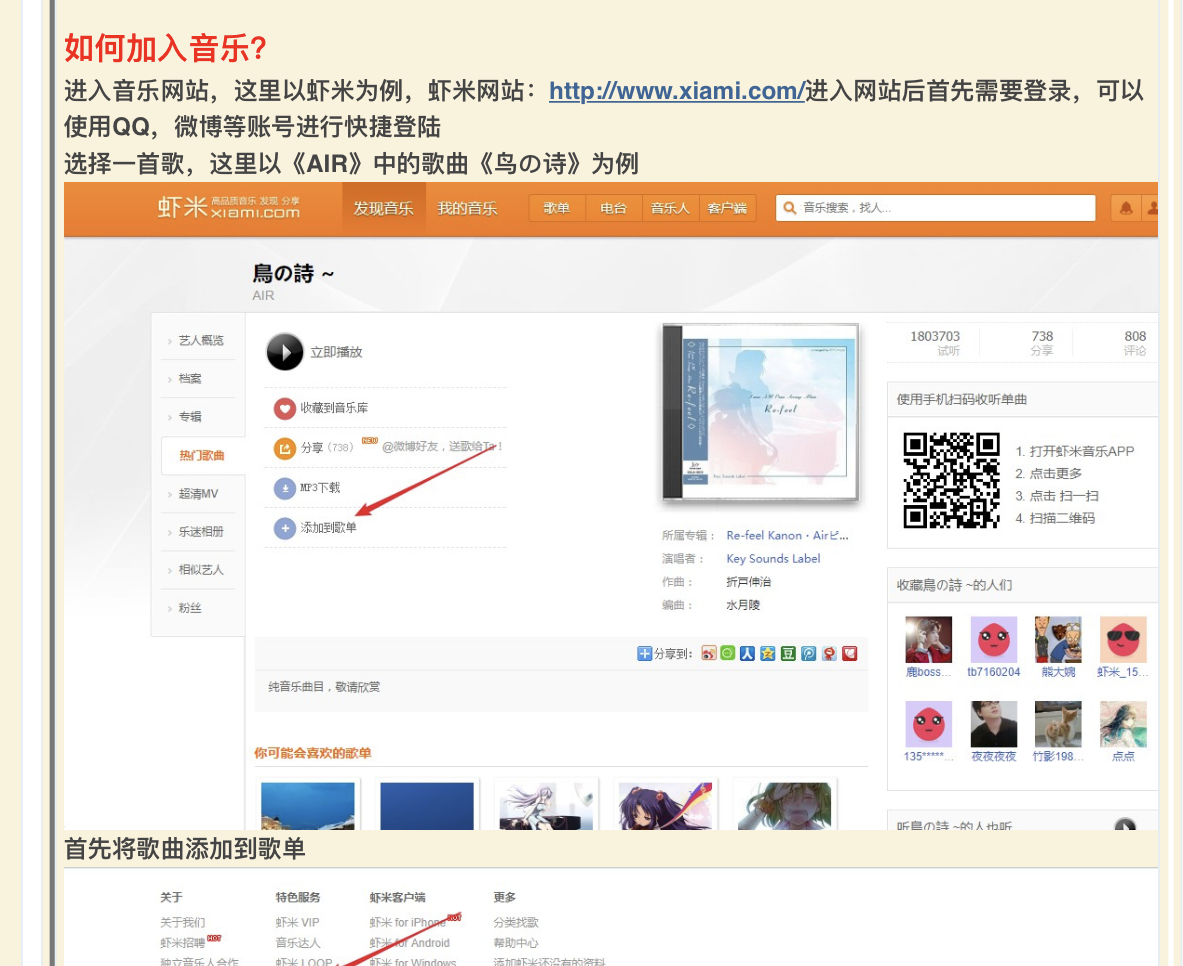 如何加入音乐?
进入音乐网站，这里以虾米为例，虾米网站：http://www.xiami.com/进入网站后首先需要登录，可以
使用QQ，微博等账号进行快捷登陆
选择一首歌，这里以《AIR》中的歌曲《鸟の诗》为例
虾米 高品质音乐 发现 分享
xiami.com
发现音乐 我的音乐 歌单 电台 音乐人 客户端 音乐搜索，找人...
鳥の詩 ~
AIR
艺人概览
档案
专辑
热门歌曲
超清MV
乐迷相册
相似艺人
粉丝
立即播放
收藏到音乐库
分享（738） NEW @微博好友，送歌给Ta！
MP3下载
添加到歌单
Re-feel
Re-feel
Key Sounds Label
所属专辑： Re-feel Kanon・Airピ...
演唱者： Key Sounds Label
作曲： 折戸伸治
编曲： 水月陵
1803703 738 808
试听 分享 评论
使用手机扫码收听单曲
1. 打开虾米音乐APP
2. 点击更多
3. 点击 扫一扫
4. 扫描二维码
收藏鳥の詩 ~的人们
鹿boss... tb7160204 熊大婉 虾米_15...
135*****... 夜夜夜夜 竹影198... 点点
分享到：
纯音乐曲目，敬请欣赏
你可能会喜欢的歌单
听鳥の詩 ~的人也听
首先将歌曲添加到歌单
关于 特色服务 虾米客户端 更多
关于我们 虾米 VIP 虾米 for iPhone HOT 分类找歌
虾米招聘 HOT 音乐达人 虾米 for Android 帮助中心
独立音乐人合作 虾米 LOOP 虾米 for Windows 添加虾米还没有的资料